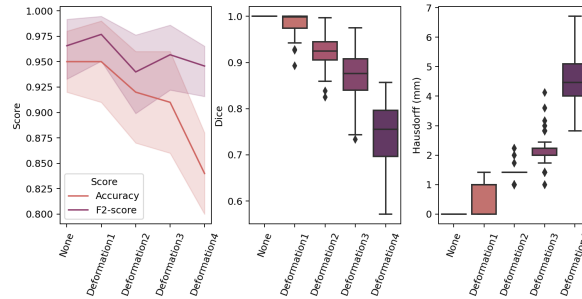 1.000
0.975
0.950
0.925
0.900
0.875
0.850
0.825
0.800
Score
Score
Accuracy
F2-score
None
Deformation1
Deformation2
Deformation3
Deformation4
1.0
0.9
0.8
0.7
0.6
Dice
None
Deformation1
Deformation2
Deformation3
Deformation4
7
6
5
4
3
2
1
0
Hausdorff (mm)
None
Deformation1
Deformation2
Deformation3
Deformation4